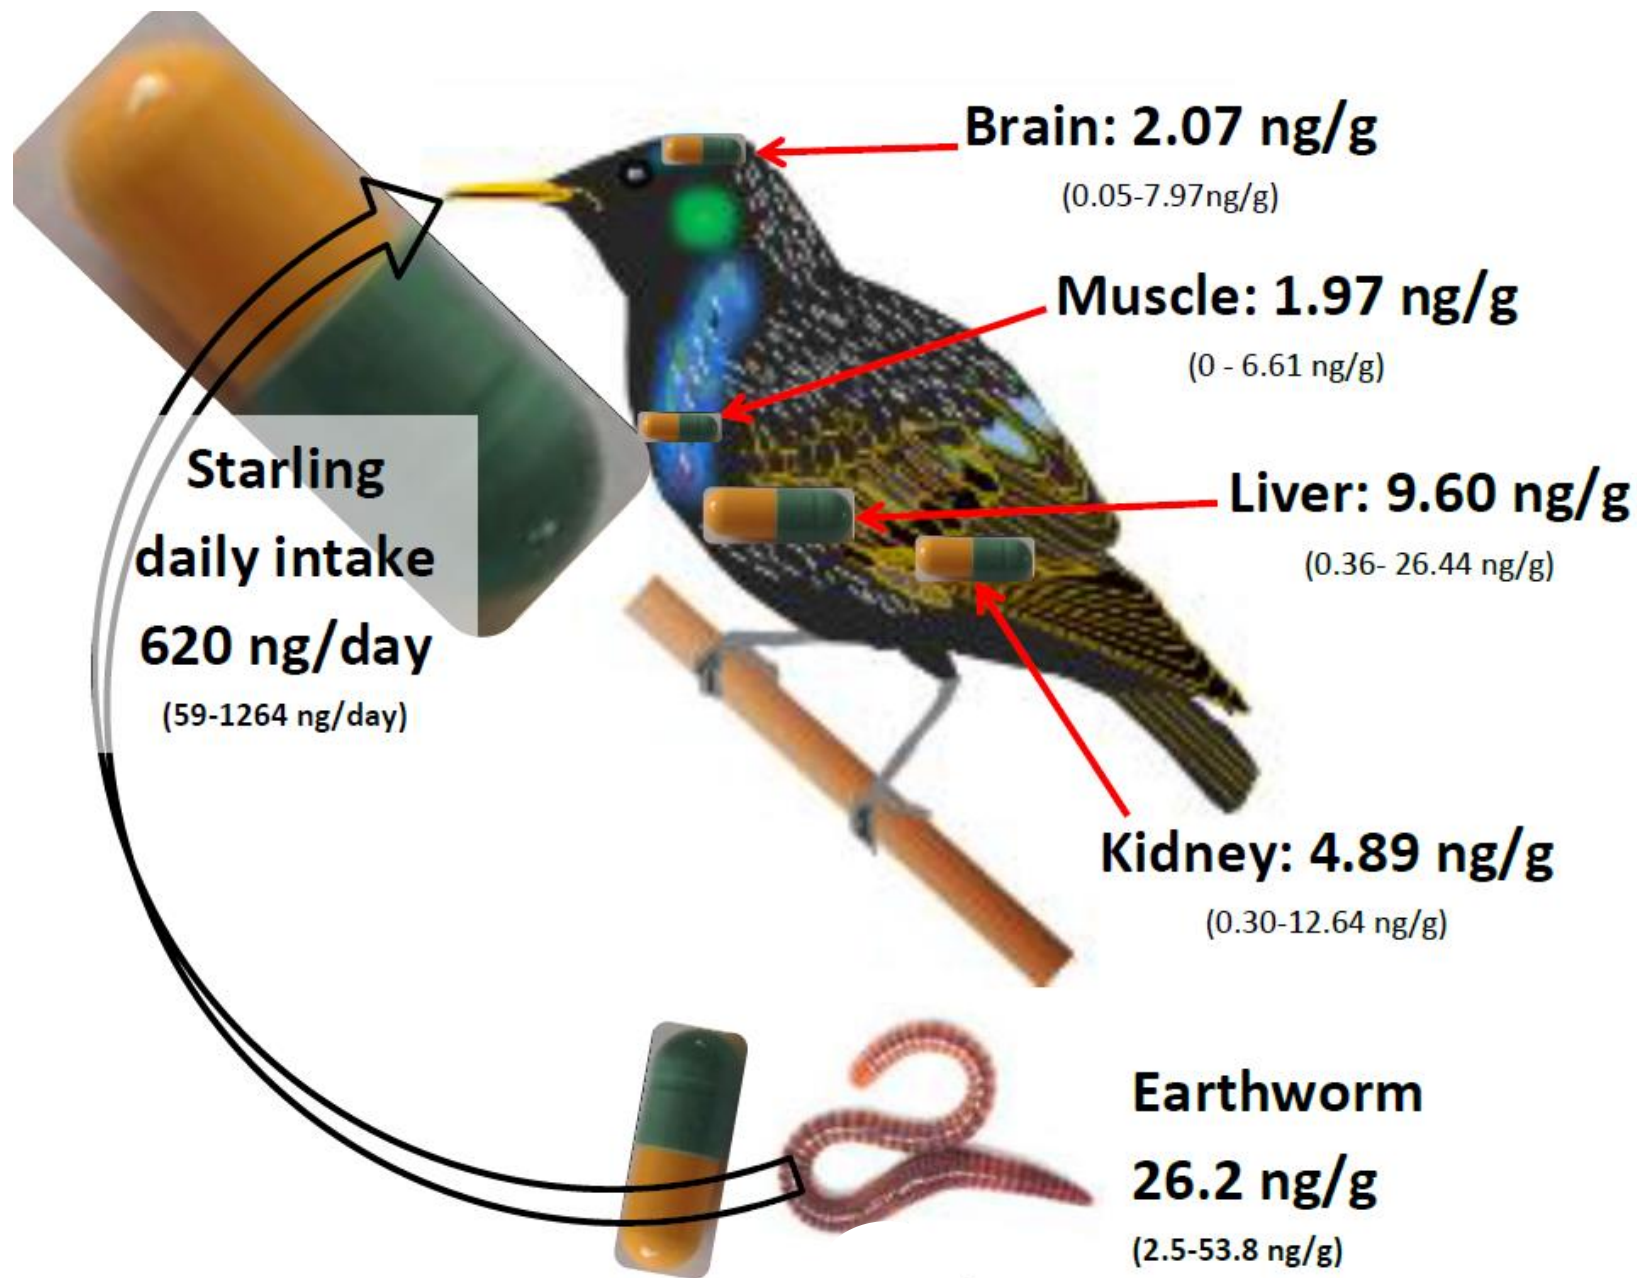 Brain: 2.07 ng/g
(0.05-7.97ng/g)
Muscle: 1.97 ng/g
(0 - 6.61 ng/g)
Liver: 9.60 ng/g
(0.36- 26.44 ng/g)
Kidney: 4.89 ng/g
(0.30-12.64 ng/g)
Starling
daily intake
620 ng/day
(59-1264 ng/day)
Earthworm
26.2 ng/g
(2.5-53.8 ng/g)